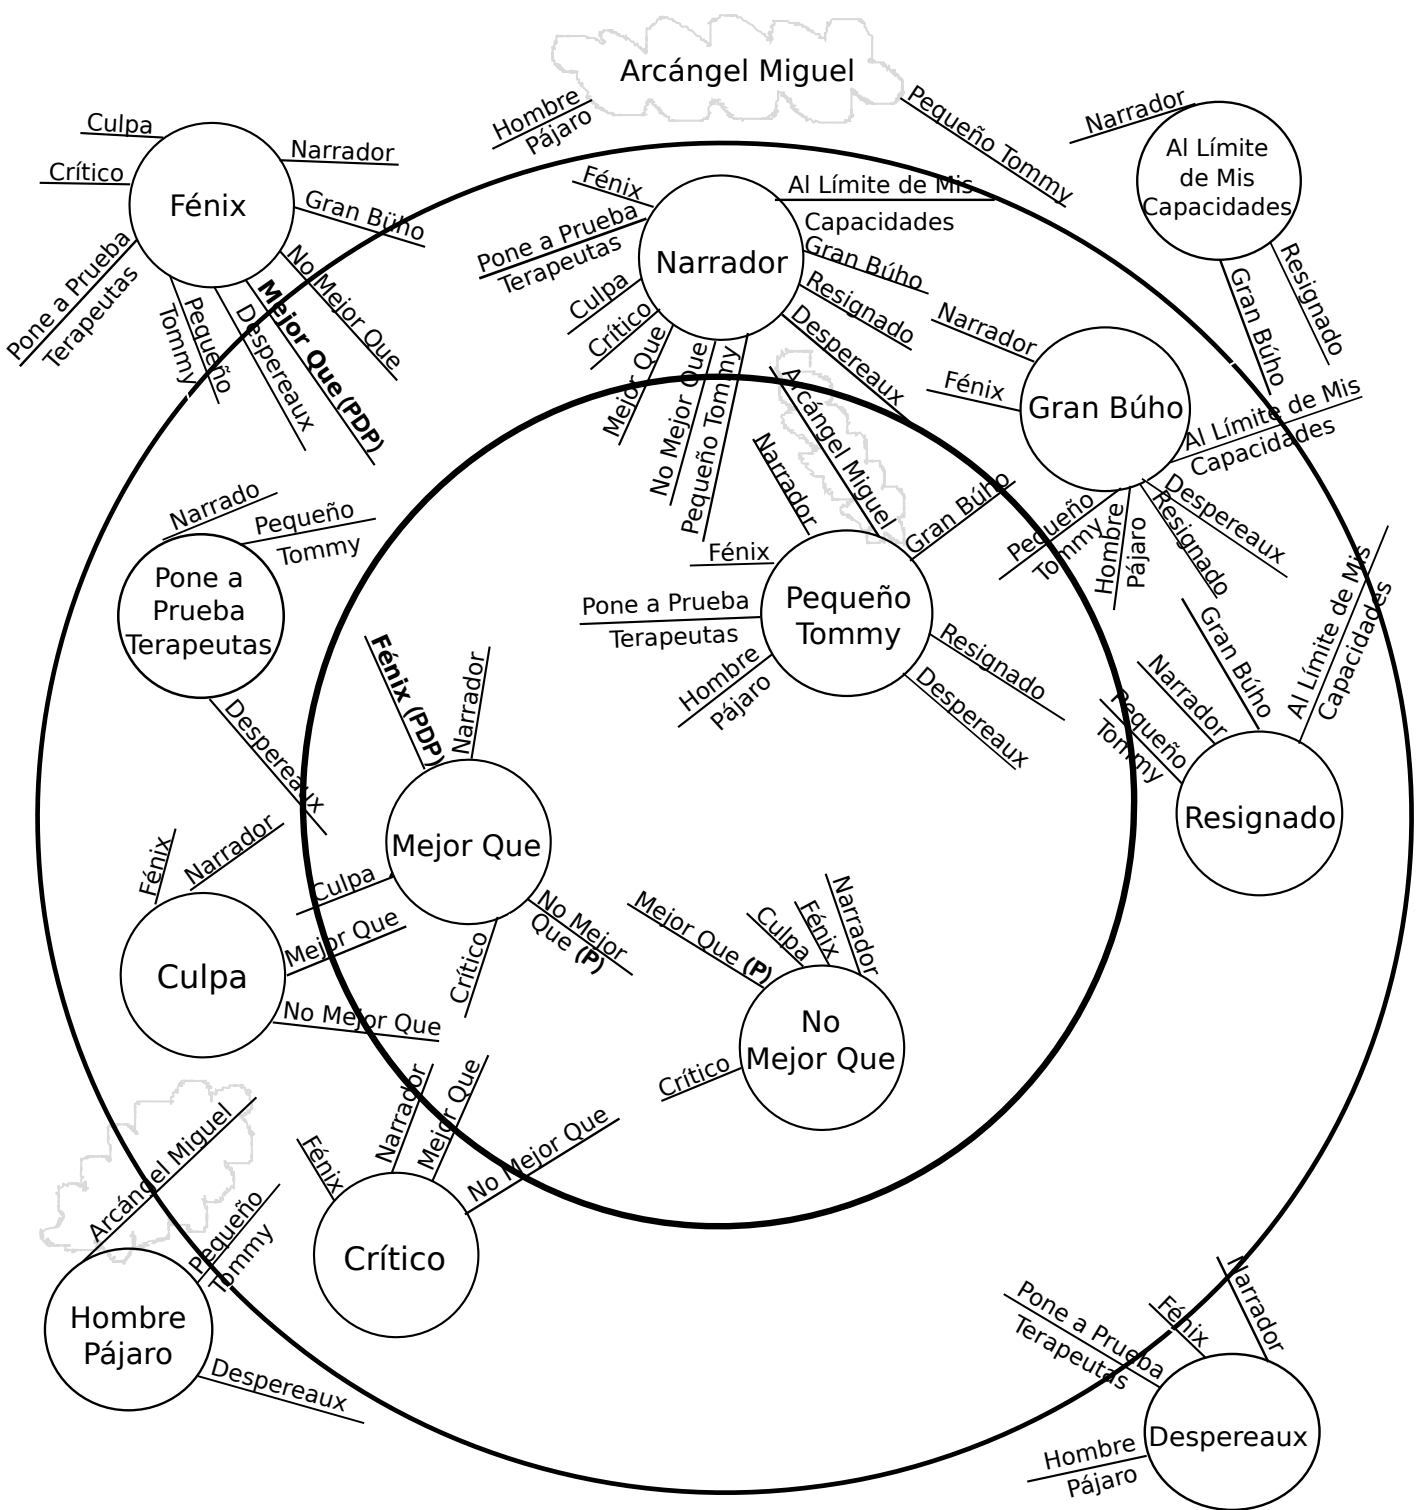 Arcángel Miguel
Hombre
Pájaro
Pequeño Tommy
Culpa
Crítico
Pone a Prueba
Terapeutas
Fénix
Narrador
Gran Büho
No Mejor Que
Mejor Que (PDP)
Despereaux
Pequeño
Tommy
Narrador
Al Límite
de Mis
Capacidades
Gran Búho
Resignado
Fénix
Pone a Prueba
Terapeutas
Culpa
Crítico
Mejor Que
No Mejor Que
Pequeño Tommy
Narrador
Al Límite de Mis
Capacidades
Gran Búho
Resignado
Despereaux
Narrador
Fénix
Gran Búho
Al Límite de Mis
Capacidades
Despereaux
Resignado
Hombre
Pájaro
Pequeño
Tommy
Narrado
Pequeño
Tommy
Pone a
Prueba
Terapeutas
Despereaux
Arcángel Miguel
Narrador
Gran Búho
Fénix
Pone a Prueba
Terapeutas
Hombre
Pájaro
Pequeño
Tommy
Resignado
Despereaux
Gran Búho
Al Límite de Mis
Capacidades
Narrador
Pequeño
Tommy
Resignado
Fénix (PDP)
Narrador
Mejor Que
Culpa
Crítico
No Mejor
Que (P)
Fénix
Narrador
Culpa
Mejor Que
No Mejor Que
Mejor Que (P)
Culpa
Fénix
Narrador
No
Mejor Que
Crítico
Fénix
Narrador
Mejor Que
No Mejor Que
Crítico
Arcángel Miguel
Pequeño
Tommy
Hombre
Pájaro
Despereaux
Narrador
Fénix
Pone a Prueba
Terapeutas
Despereaux
Hombre
Pájaro